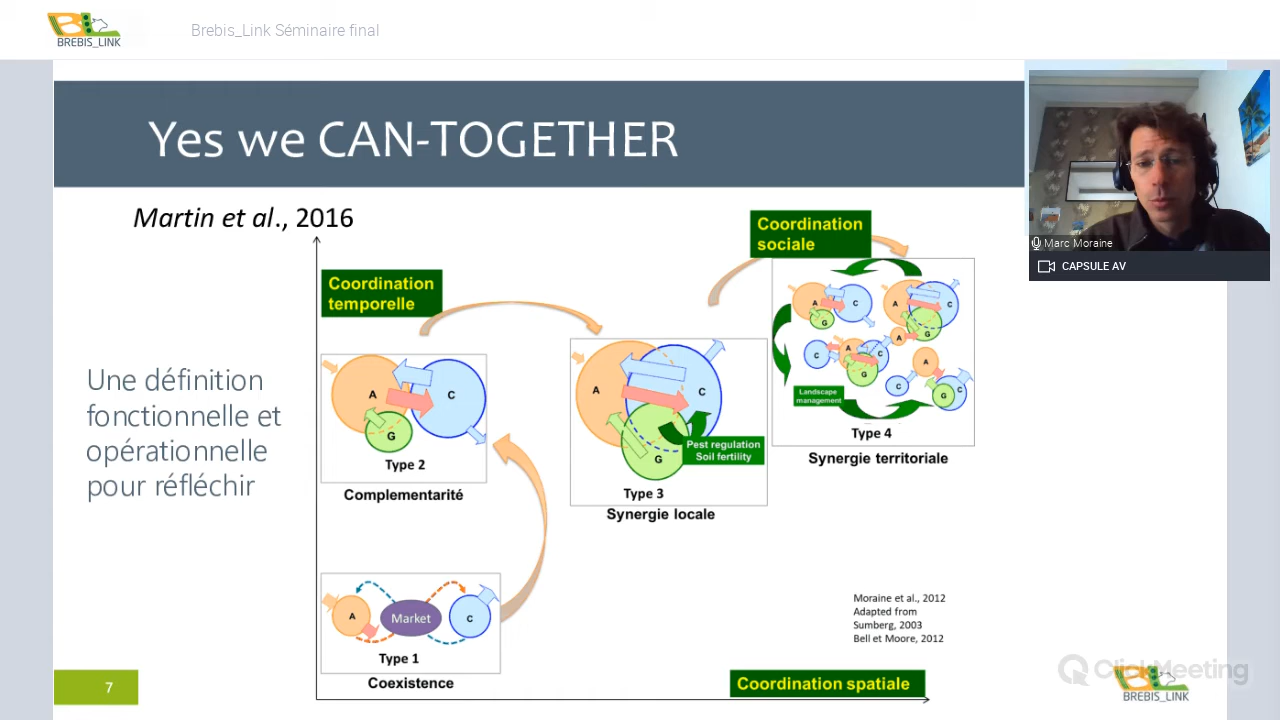 BL
BREBIS_LINK
Brebis_Link Séminaire final
Yes we CAN-TOGETHER
Marc Moraine
CAPSULE AV
Martin et al., 2016
Coordination
sociale
Coordination
temporelle
Une définition
fonctionnelle et
opérationnelle
pour réfléchir
A
C
G
Type 2
Complementarité
A
C
G
Pest regulation
Soil fertility
Type 3
Synergie locale
A
C
G
A
C
G
A
C
A
C
G
A
C
C
G
Landscape
management
Type 4
Synergie territoriale
A
Market
C
Type 1
Coexistence
Moraine et al., 2012
Adapted from
Sumberg, 2003
Bell et Moore, 2012
7
Coordination spatiale
ClickMeeting
BL
BREBIS_LINK